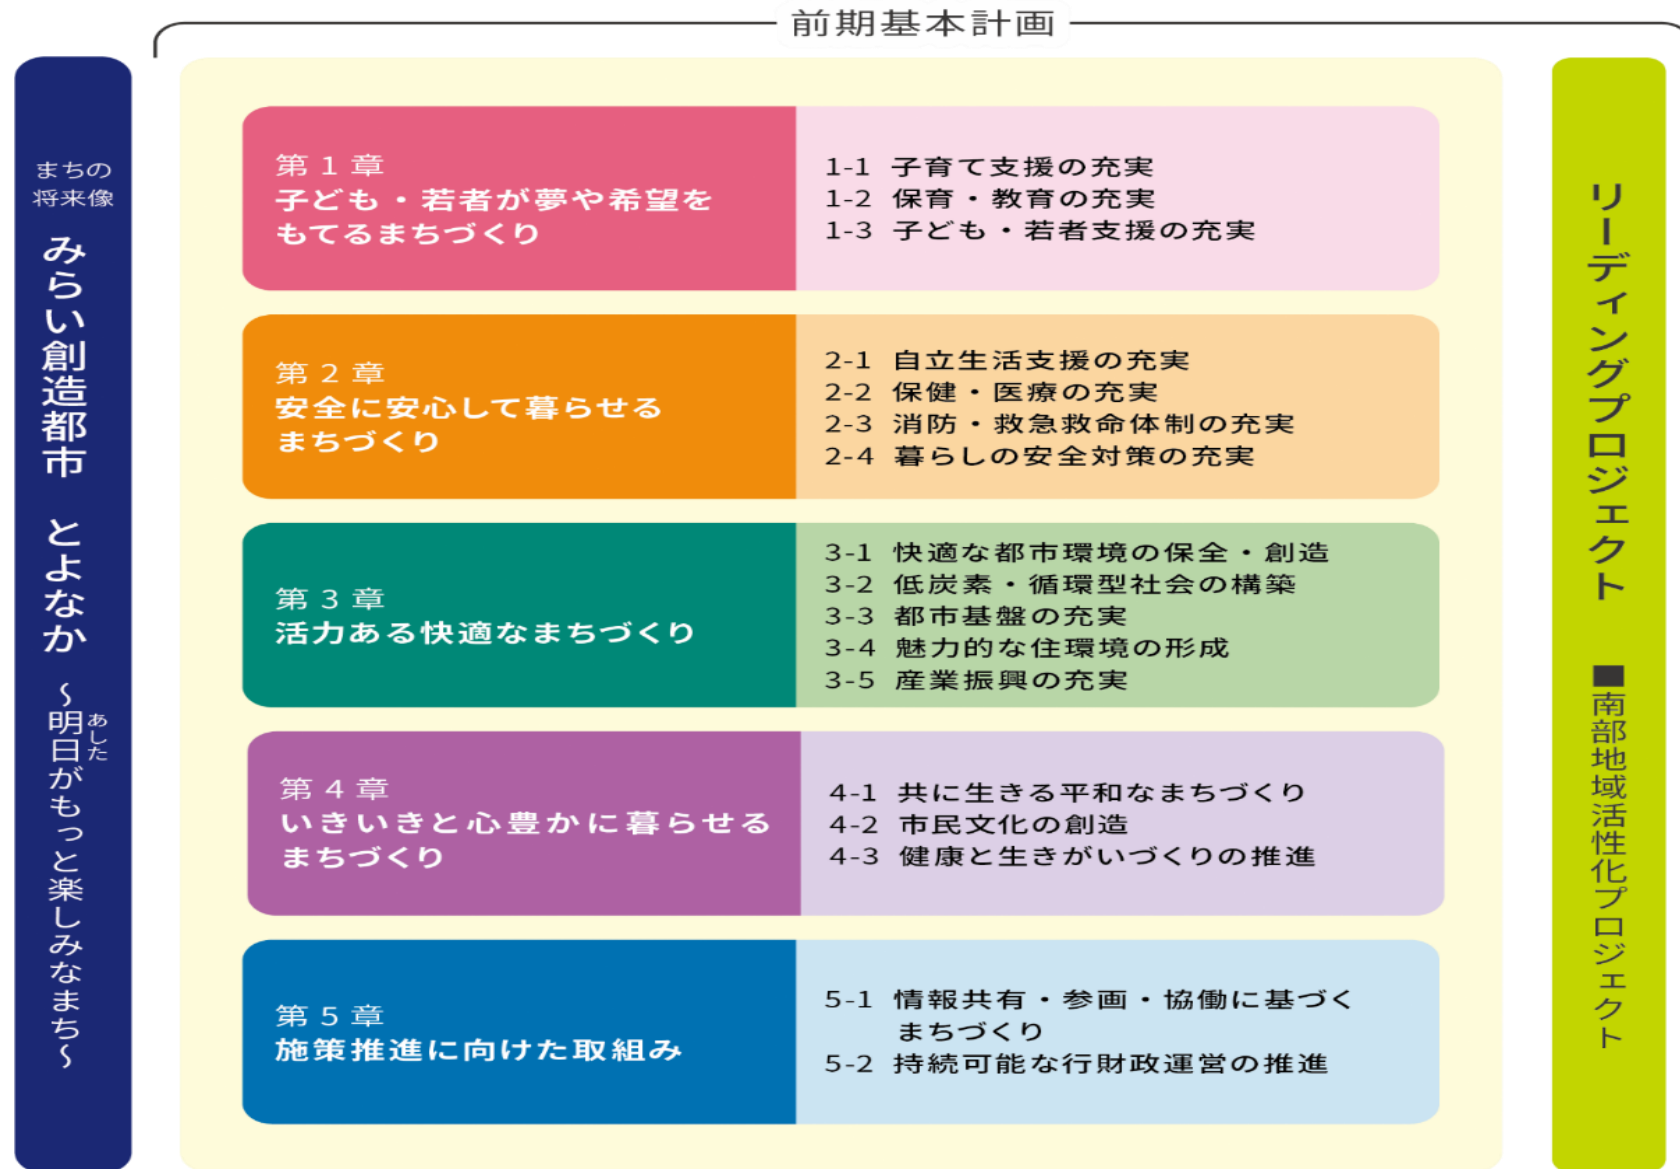 前期基本計画
まちの
将来像
みらい創造都市　とよなか
～明日がもっと楽しみなまち～
あした
第１章
子ども・若者が夢や希望を
もてるまちづくり
1-1 子育て支援の充実
1-2 保育・教育の充実
1-3 子ども・若者支援の充実
第２章
安全に安心して暮らせる
まちづくり
2-1 自立生活支援の充実
2-2 保健・医療の充実
2-3 消防・救急救命体制の充実
2-4 暮らしの安全対策の充実
第３章
活力ある快適なまちづくり
3-1 快適な都市環境の保全・創造
3-2 低炭素・循環型社会の構築
3-3 都市基盤の充実
3-4 魅力的な住環境の形成
3-5 産業振興の充実
第４章
いきいきと心豊かに暮らせる
まちづくり
4-1 共に生きる平和なまちづくり
4-2 市民文化の創造
4-3 健康と生きがいづくりの推進
第５章
施策推進に向けた取組み
5-1 情報共有・参画・協働に基づく
まちづくり
5-2 持続可能な行財政運営の推進
リーディングプロジェクト　■南部地域活性化プロジェクト